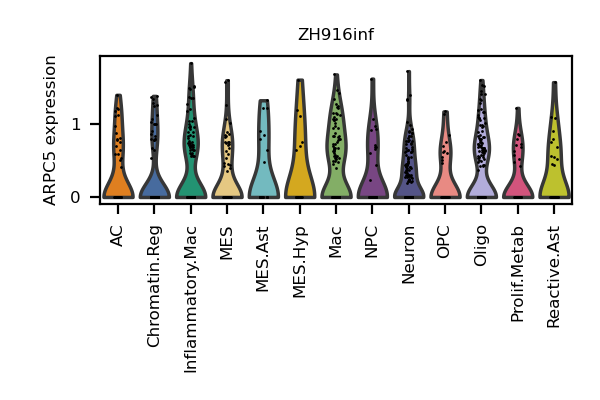 ZH916inf
ARPC5 expression
1
0
AC
Chromatin.Reg
Inflammatory.Mac
MES
MES.Ast
MES.Hyp
Mac
NPC
Neuron
OPC
Oligo
Prolif.Metab
Reactive.Ast